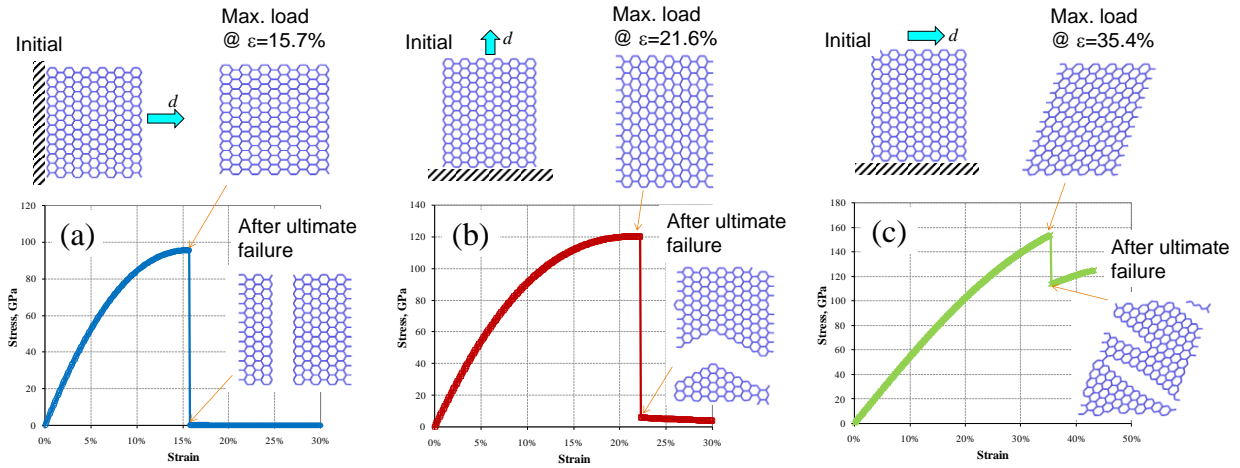 Initial
Max. load
@ ε=15.7%
d
(a)
After ultimate
failure
Stress, GPa
120
100
80
60
40
20
0
0%
5%
10%
15%
20%
25%
30%
Strain
Initial
d
Max. load
@ ε=21.6%
(b)
After ultimate
failure
Stress, GPa
140
120
100
80
60
40
20
0
0%
5%
10%
15%
20%
25%
30%
Strain
Initial
d
Max. load
@ ε=35.4%
(c)
After ultimate
failure
Stress, GPa
180
160
140
120
100
80
60
40
20
0
0%
10%
20%
30%
40%
50%
Strain